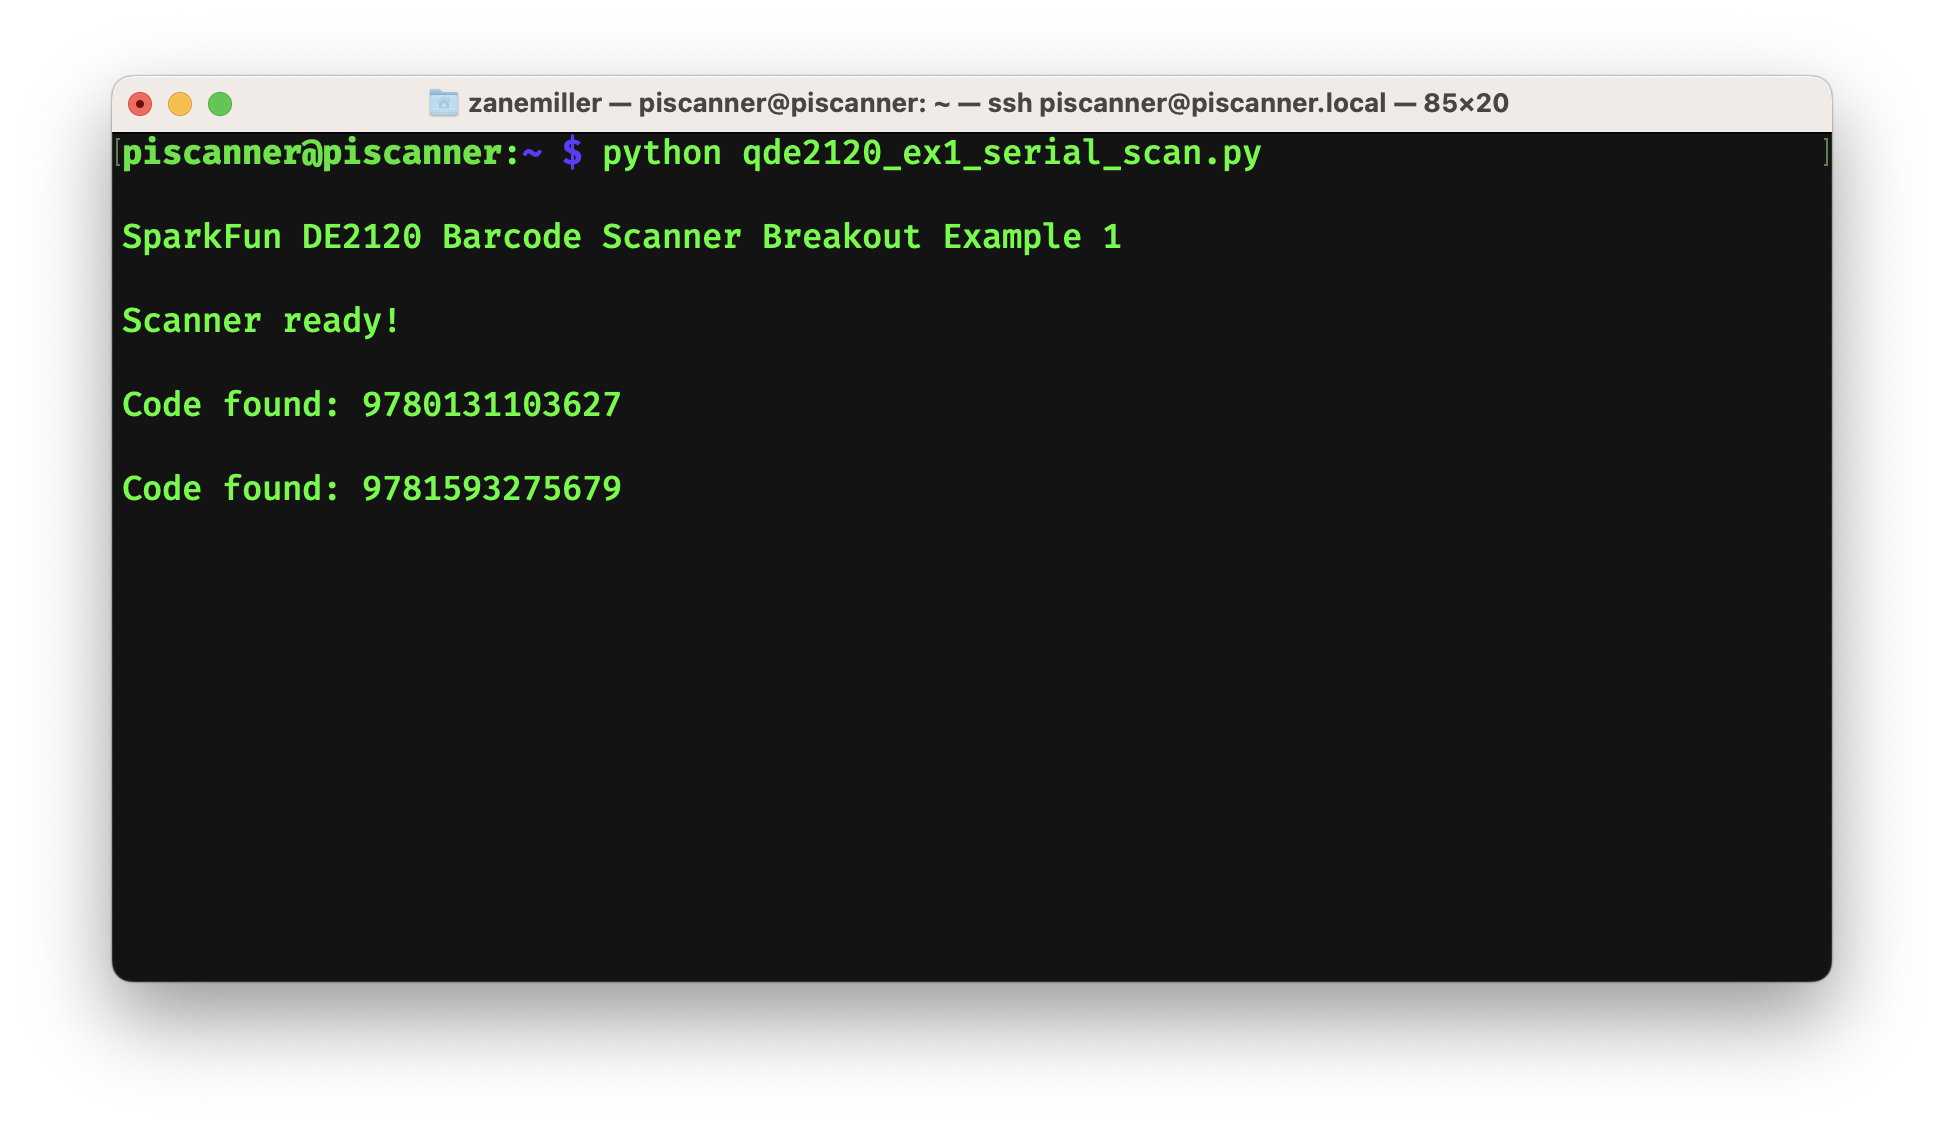 zanemiller — piscanner@piscanner: ~ — ssh piscanner@piscanner.local — 85×20
[piscanner@piscanner:~ $ python qde2120_ex1_serial_scan.py ]
SparkFun DE2120 Barcode Scanner Breakout Example 1
Scanner ready!
Code found: 9780131103627
Code found: 9781593275679